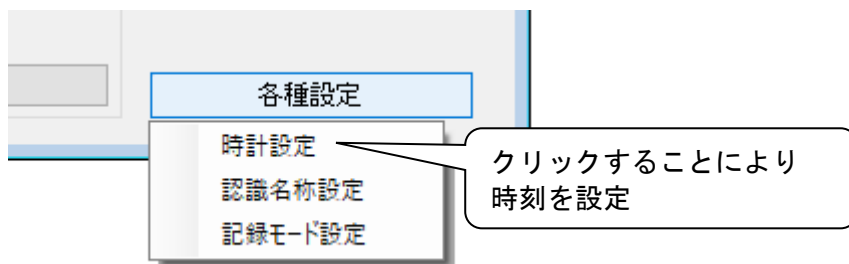 各種設定
時計設定
認識名称設定
記録モード設定
クリックすることにより
時刻を設定